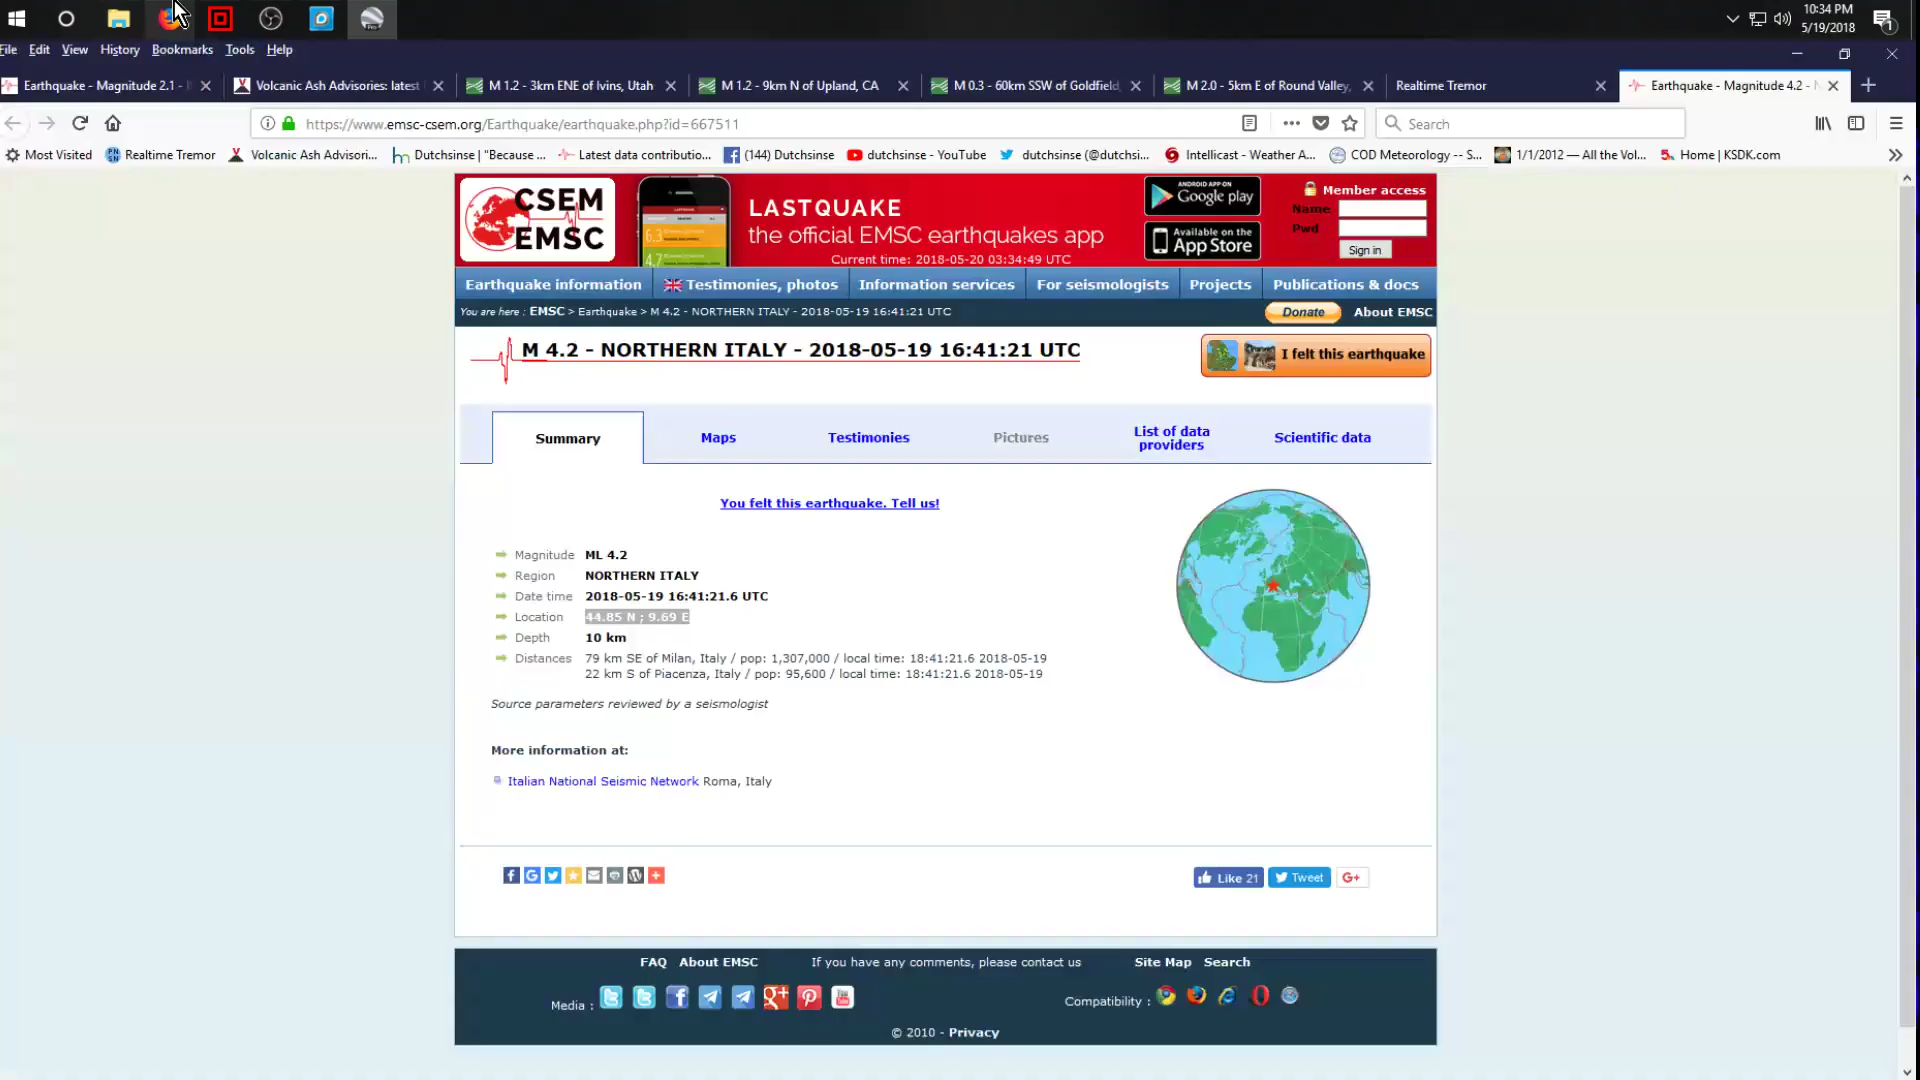 10:34 PM
5/19/2018
1
File Edit View History Bookmarks Tools Help
Earthquake - Magnitude 2.1 -
Volcanic Ash Advisories: latest
M 1.2 - 3km ENE of Ivins, Utah
M 1.2 - 9km N of Upland, CA
M 0.3 - 60km SSW of Goldfield,
M 2.0 - 5km E of Round Valley,
Realtime Tremor
Earthquake - Magnitude 4.2 -
https://www.emsc-csem.org/Earthquake/earthquake.php?id=667511
Search
Most Visited
Realtime Tremor
Volcanic Ash Advisori...
Dutchsinse | "Because ...
Latest data contributio...
(144) Dutchsinse
dutchsinse - YouTube
dutchsinse (@dutchsi...
Intellicast - Weather A...
COD Meteorology -- S...
1/1/2012 — All the Vol...
Home | KSDK.com
CSEM
EMSC
6.3
4.7
LASTQUAKE
the official EMSC earthquakes app
Current time: 2018-05-20 03:34:49 UTC
ANDROID APP ON
Google play
Available on the
App Store
Member access
Name
Pwd
Sign in
Earthquake information
Testimonies, photos
Information services
For seismologists
Projects
Publications & docs
You are here : EMSC > Earthquake > M 4.2 - NORTHERN ITALY - 2018-05-19 16:41:21 UTC
Donate
About EMSC
M 4.2 - NORTHERN ITALY - 2018-05-19 16:41:21 UTC
I felt this earthquake
Summary
Maps
Testimonies
Pictures
List of data
providers
Scientific data
You felt this earthquake. Tell us!
Magnitude ML 4.2
Region NORTHERN ITALY
Date time 2018-05-19 16:41:21.6 UTC
Location 44.85 N ; 9.69 E
Depth 10 km
Distances 79 km SE of Milan, Italy / pop: 1,307,000 / local time: 18:41:21.6 2018-05-19
22 km S of Piacenza, Italy / pop: 95,600 / local time: 18:41:21.6 2018-05-19
Source parameters reviewed by a seismologist
More information at:
Italian National Seismic Network Roma, Italy
Like 21
Tweet
G+
FAQ About EMSC If you have any comments, please contact us Site Map Search
Media :
Compatibility :
© 2010 - Privacy